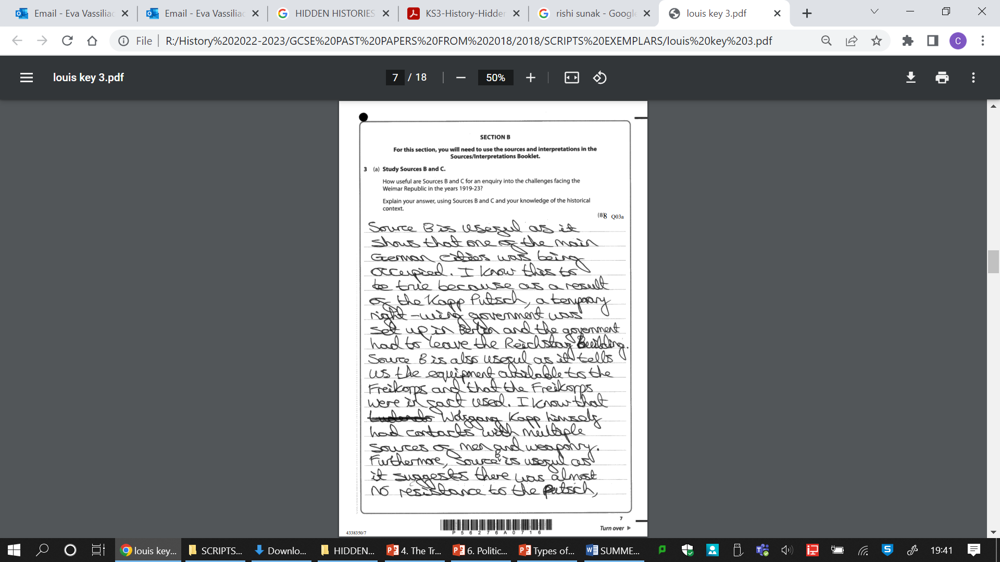 Email - Eva Vassiliac
Email - Eva Vassiliac
HIDDEN HISTORIES
KS3-History-Hidder
rishi sunak - Google
louis key 3.pdf
File
R:/History%202022-2023/GCSE%20PAST%20PAPERS%20FROM%202018/2018/SCRIPTS%20EXEMPLARS/louis%20key%203.pdf
C
louis key 3.pdf
7 / 18
50%
SECTION B
For this section, you will need to use the sources and interpretations in the
Sources/Interpretations Booklet.
3 (a) Study Sources B and C.
How useful are Sources B and C for an enquiry into the challenges facing the
Weimar Republic in the years 1919-23?
Explain your answer, using Sources B and C and your knowledge of the historical
context.
(8) 8 Q03a
Source B is useful as it
shows that one of the main
German cities was being
occupied. I know this to
be true because as a result
of the Kapp Putsch, a temporary
right-wing government was
set up in Berlin and the government
had to leave the Reichstag Building.
Source B is also useful as it tells
us the equipment available to the
Freikorps and that the Freikorps
were in fact used. I know that
Wolfgang Kapp himself
had contacts with multiple
sources of men and weaponry.
Furthermore, Source B is useful as
it suggests there was almost
no resistance to the putsch,
7
Turn over
4338350/7
P56276A0716
louis key...
SCRIPTS...
Downlo...
HIDDEN...
4. The Tr...
6. Politic...
Types of...
SUMME...
19:41